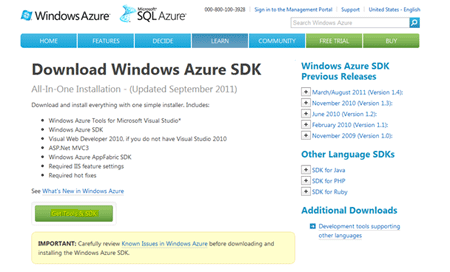 Windows Azure
Microsoft
SQL Azure
000-800-100-3928 | Sign in to the Management Portal | Support | United States - English
Search Windows Azure
HOME FEATURES DECIDE LEARN COMMUNITY FREE TRIAL BUY
Download Windows Azure SDK
All-In-One Installation - (Updated September 2011)
Download and install everything with one simple installer. Includes:
• Windows Azure Tools for Microsoft Visual Studio*
• Windows Azure SDK
• Visual Web Developer 2010, if you do not have Visual Studio 2010
• ASP.Net MVC3
• Windows Azure AppFabric SDK
• Required IIS feature settings
• Required hot fixes
See What's New in Windows Azure
Get Tools & SDK
IMPORTANT: Carefully review Known Issues in Windows Azure before downloading and
installing the Windows Azure SDK.
Windows Azure SDK
Previous Releases
March/August 2011 (Version 1.4):
November 2010 (Version 1.3):
June 2010 (Version 1.2):
February 2010 (Version 1.1):
November 2009 (Version 1.0):
Other Language SDKs
SDK for Java
SDK for PHP
SDK for Ruby
Additional Downloads
Development tools supporting
other languages